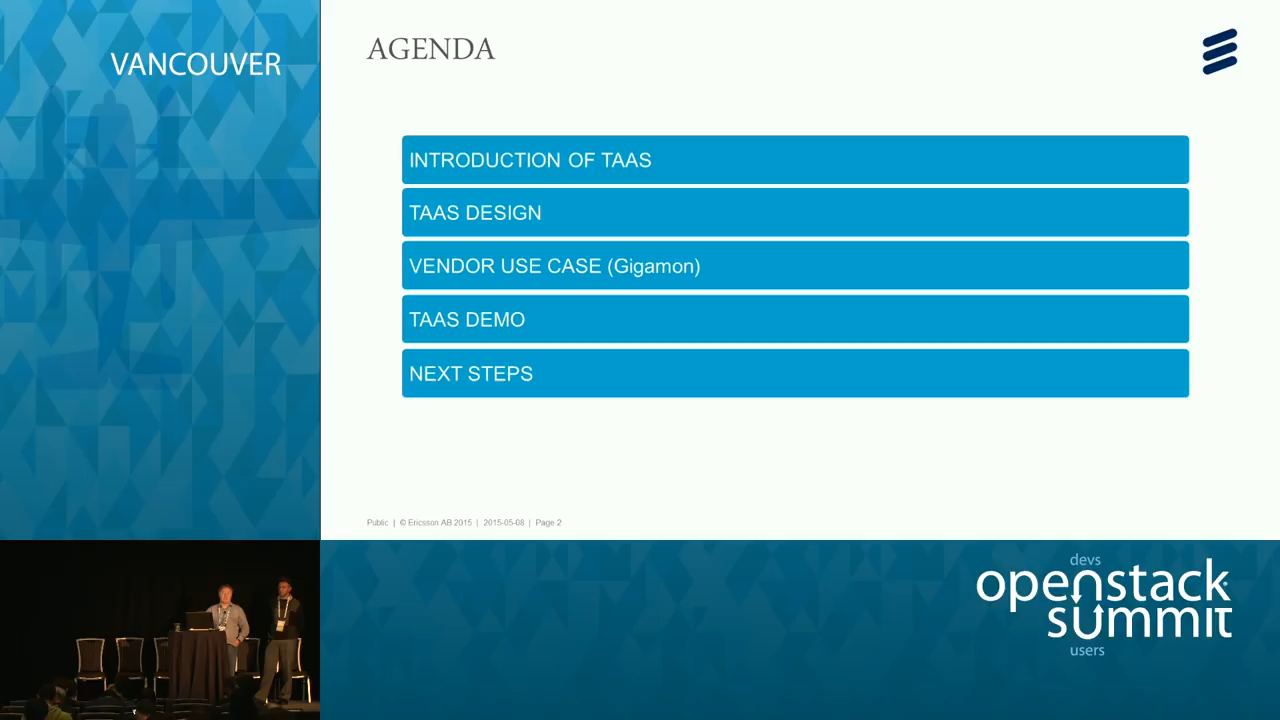 VANCOUVER
AGENDA
INTRODUCTION OF TAAS
TAAS DESIGN
VENDOR USE CASE (Gigamon)
TAAS DEMO
NEXT STEPS
Public | © Ericsson AB 2015 | 2015-05-08 | Page 2
devs
openstack
summit
users